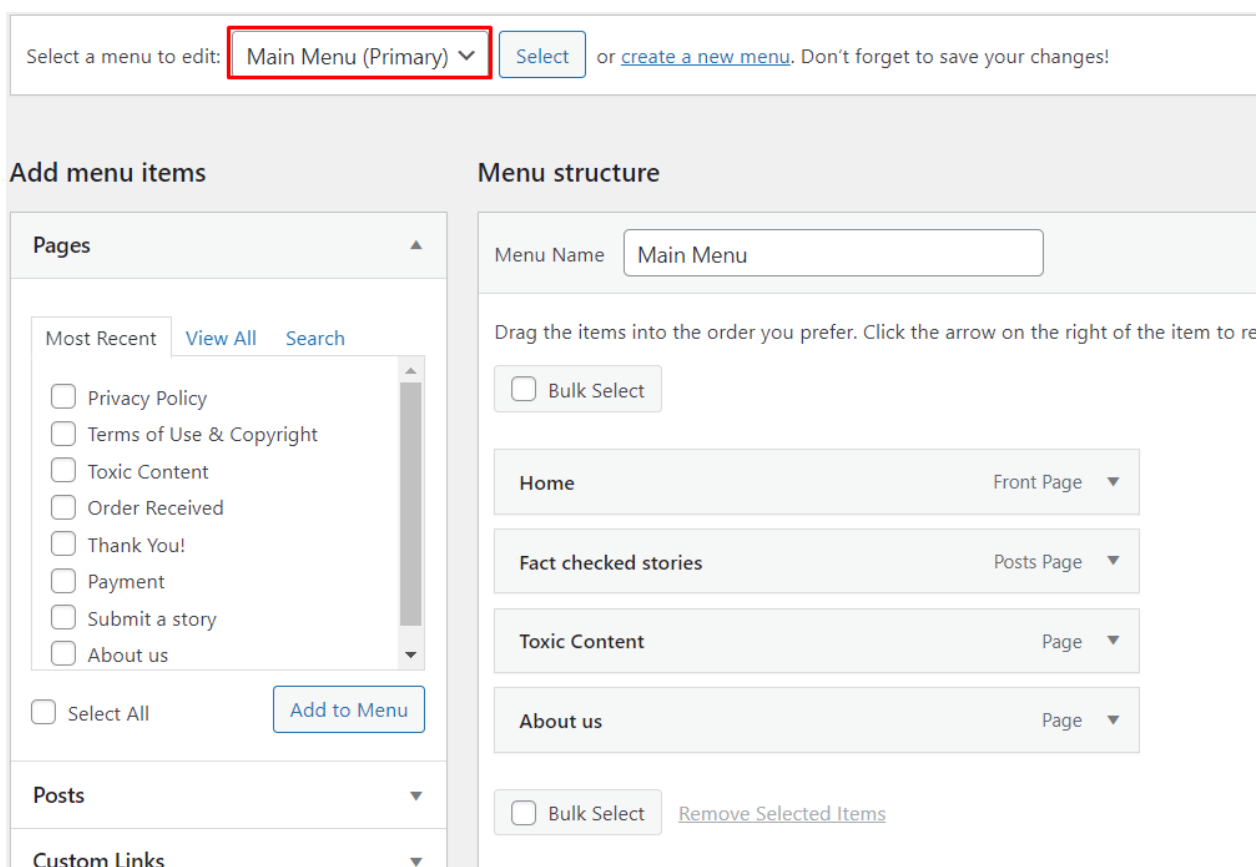 Select a menu to edit: Main Menu (Primary) Select or create a new menu. Don't forget to save your changes!
Add menu items
Pages
Most Recent View All Search
Privacy Policy
Terms of Use & Copyright
Toxic Content
Order Received
Thank You!
Payment
Submit a story
About us
Select All Add to Menu
Posts
Custom Links
Menu structure
Menu Name Main Menu
Drag the items into the order you prefer. Click the arrow on the right of the item to re
Bulk Select
Home Front Page
Fact checked stories Posts Page
Toxic Content Page
About us Page
Bulk Select Remove Selected Items